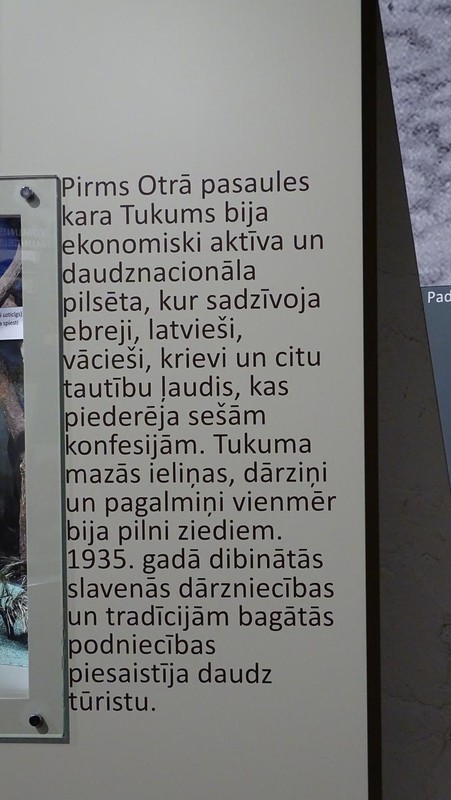 Pirms Otrā pasaules
kara Tukums bija
ekonomiski aktīva un
daudznacionāla
pilsēta, kur sadzīvoja
ebreji, latvieši,
vācieši, krievi un citu
tautību ļaudis, kas
piederēja sešām
konfesijām. Tukuma
mazās ieliņas, dārziņi
un pagalmiņi vienmēr
bija pilni ziediem.
1935. gadā dibinātās
slavenās dārzniecības
un tradīcijām bagātās
podniecības
piesaistīja daudz
tūristu.
Pad